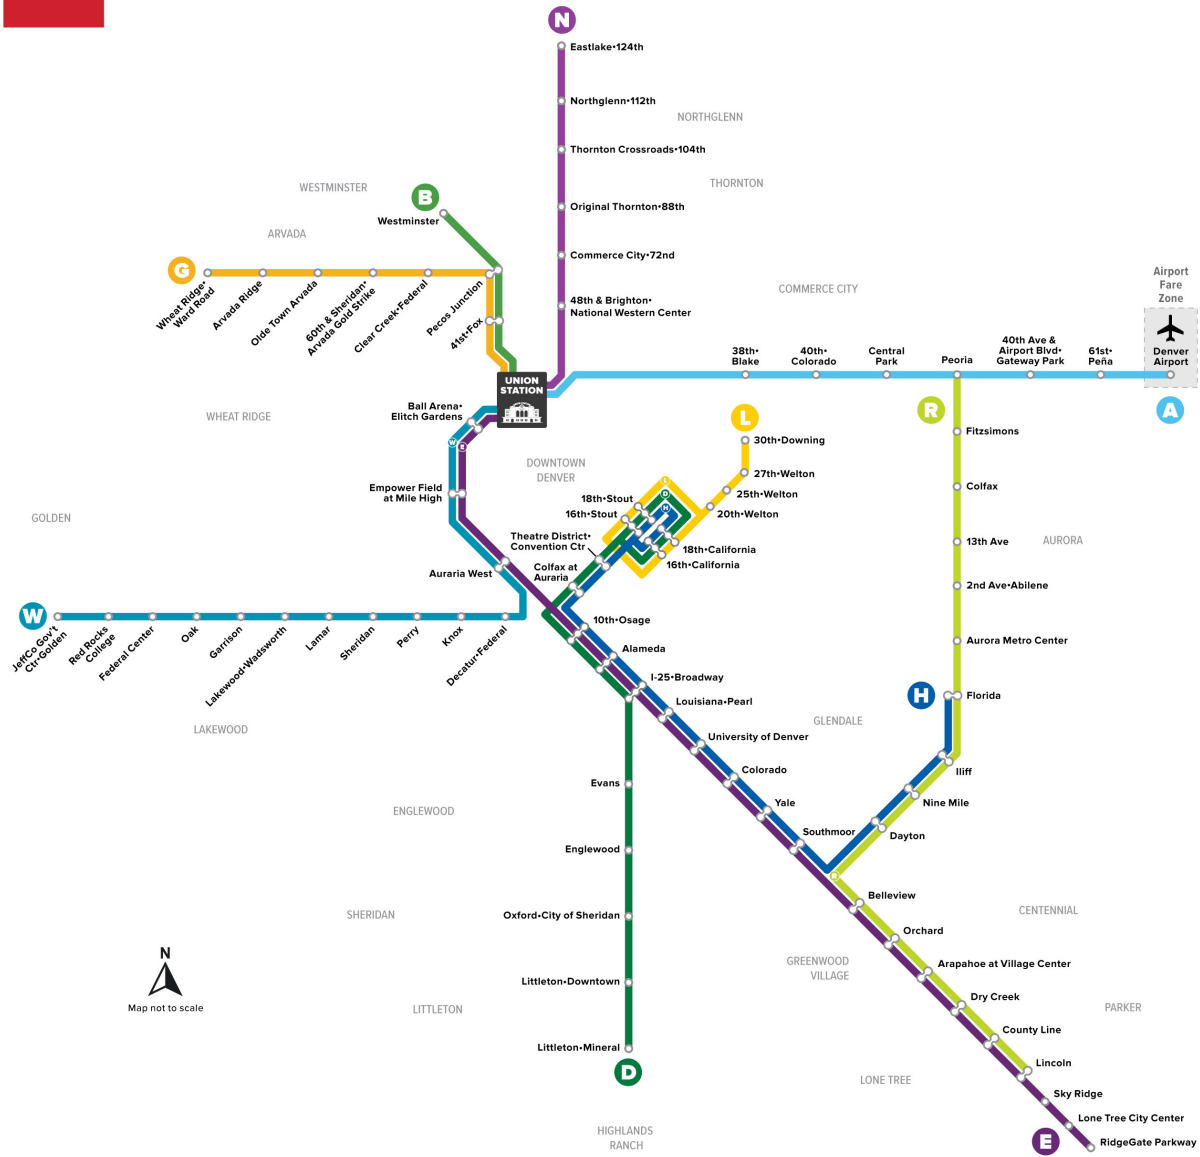 N
Eastlake•124th
Northglenn•112th
NORTHGLENN
Thornton Crossroads•104th
THORNTON
WESTMINSTER
B
Westminster
Original Thornton•88th
ARVADA
Commerce City•72nd
G
Wheat Ridge•
Ward Road
Arvada Ridge
Olde Town Arvada
60th & Sheridan•
Arvada Gold Strike
Clear Creek•Federal
Pecos Junction
41st•Fox
48th & Brighton•
National Western Center
COMMERCE CITY
Airport
Fare
Zone
UNION
STATION
38th•
Blake
40th•
Colorado
Central
Park
Peoria
40th Ave &
Airport Blvd•
Gateway Park
61st•
Peña
Denver
Airport
A
R
WHEAT RIDGE
Ball Arena•
Elitch Gardens
W
E
L
30th•Downing
Fitzsimons
DOWNTOWN
DENVER
27th•Welton
25th•Welton
20th•Welton
Colfax
Empower Field
at Mile High
L
D
H
18th•Stout
16th•Stout
GOLDEN
Theatre District•
Convention Ctr
18th•California
16th•California
13th Ave
AURORA
Colfax at
Auraria
Auraria West
2nd Ave•Abilene
W
JeffCo Gov't
Ctr•Golden
Red Rocks
College
Federal Center
Oak
Garrison
Lakewood•Wadsworth
Lamar
Sheridan
Perry
Knox
Decatur•Federal
10th•Osage
Alameda
Aurora Metro Center
I-25•Broadway
H
Florida
Louisiana•Pearl
GLENDALE
LAKEWOOD
University of Denver
Colorado
Iliff
Evans
Yale
Nine Mile
ENGLEWOOD
Southmoor
Dayton
Englewood
R
Belleview
SHERIDAN
Oxford•City of Sheridan
CENTENNIAL
Orchard
GREENWOOD
VILLAGE
Arapahoe at Village Center
N
Map not to scale
Littleton•Downtown
Dry Creek
LITTLETON
PARKER
County Line
Littleton•Mineral
Lincoln
D
LONE TREE
Sky Ridge
Lone Tree City Center
HIGHLANDS
RANCH
E
RidgeGate Parkway